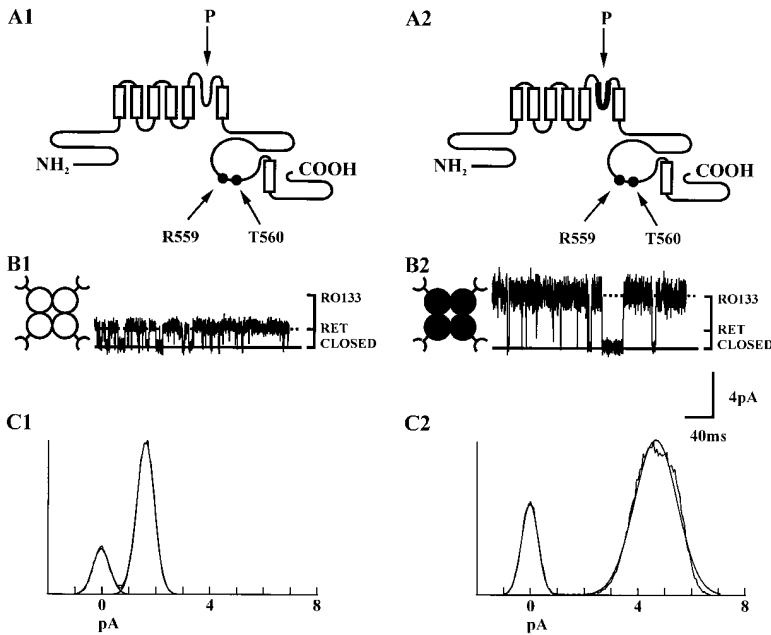 A1
P
NH2
COOH
R559
T560
A2
P
NH2
COOH
R559
T560
B1
RO133
RET
CLOSED
B2
RO133
RET
CLOSED
4pA
40ms
C1
0
4
8
pA
C2
0
4
8
pA